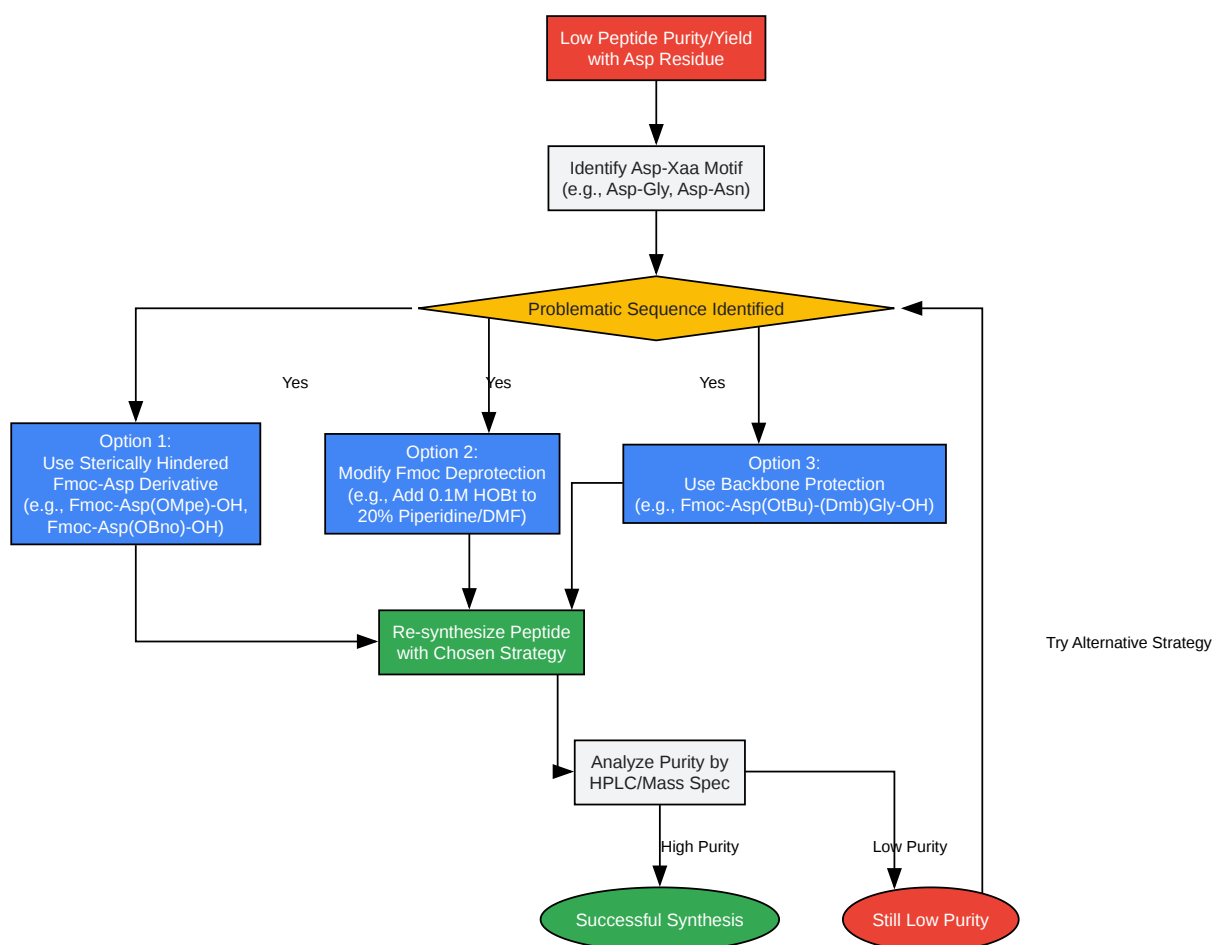 Low Peptide Purity/Yield
with Asp Residue
Identify Asp-Xaa Motif
(e.g., Asp-Gly, Asp-Asn)
Problematic Sequence Identified
Yes
Yes
Yes
Option 1:
Use Sterically Hindered
Fmoc-Asp Derivative
(e.g., Fmoc-Asp(OMpe)-OH,
Fmoc-Asp(OBno)-OH)
Option 2:
Modify Fmoc Deprotection
(e.g., Add 0.1M HOBt to
20% Piperidine/DMF)
Option 3:
Use Backbone Protection
(e.g., Fmoc-Asp(OtBu)-(Dmb)Gly-OH)
Re-synthesize Peptide
with Chosen Strategy
Try Alternative Strategy
Analyze Purity by
HPLC/Mass Spec
High Purity
Low Purity
Successful Synthesis
Still Low Purity